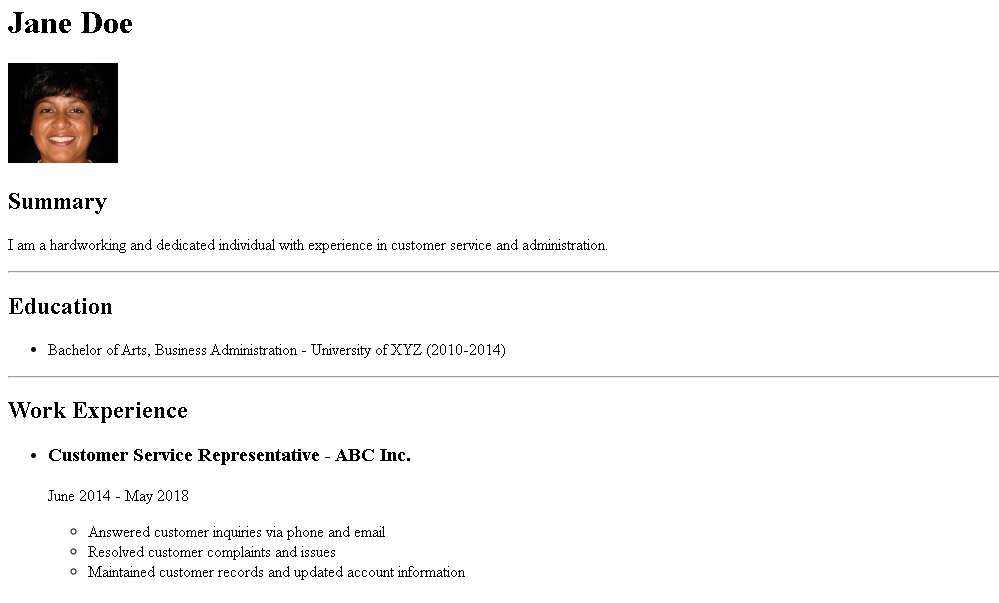 Jane Doe
Summary
I am a hardworking and dedicated individual with experience in customer service and administration.
Education
Bachelor of Arts, Business Administration - University of XYZ (2010-2014)
Work Experience
Customer Service Representative - ABC Inc.
June 2014 - May 2018
Answered customer inquiries via phone and email
Resolved customer complaints and issues
Maintained customer records and updated account information